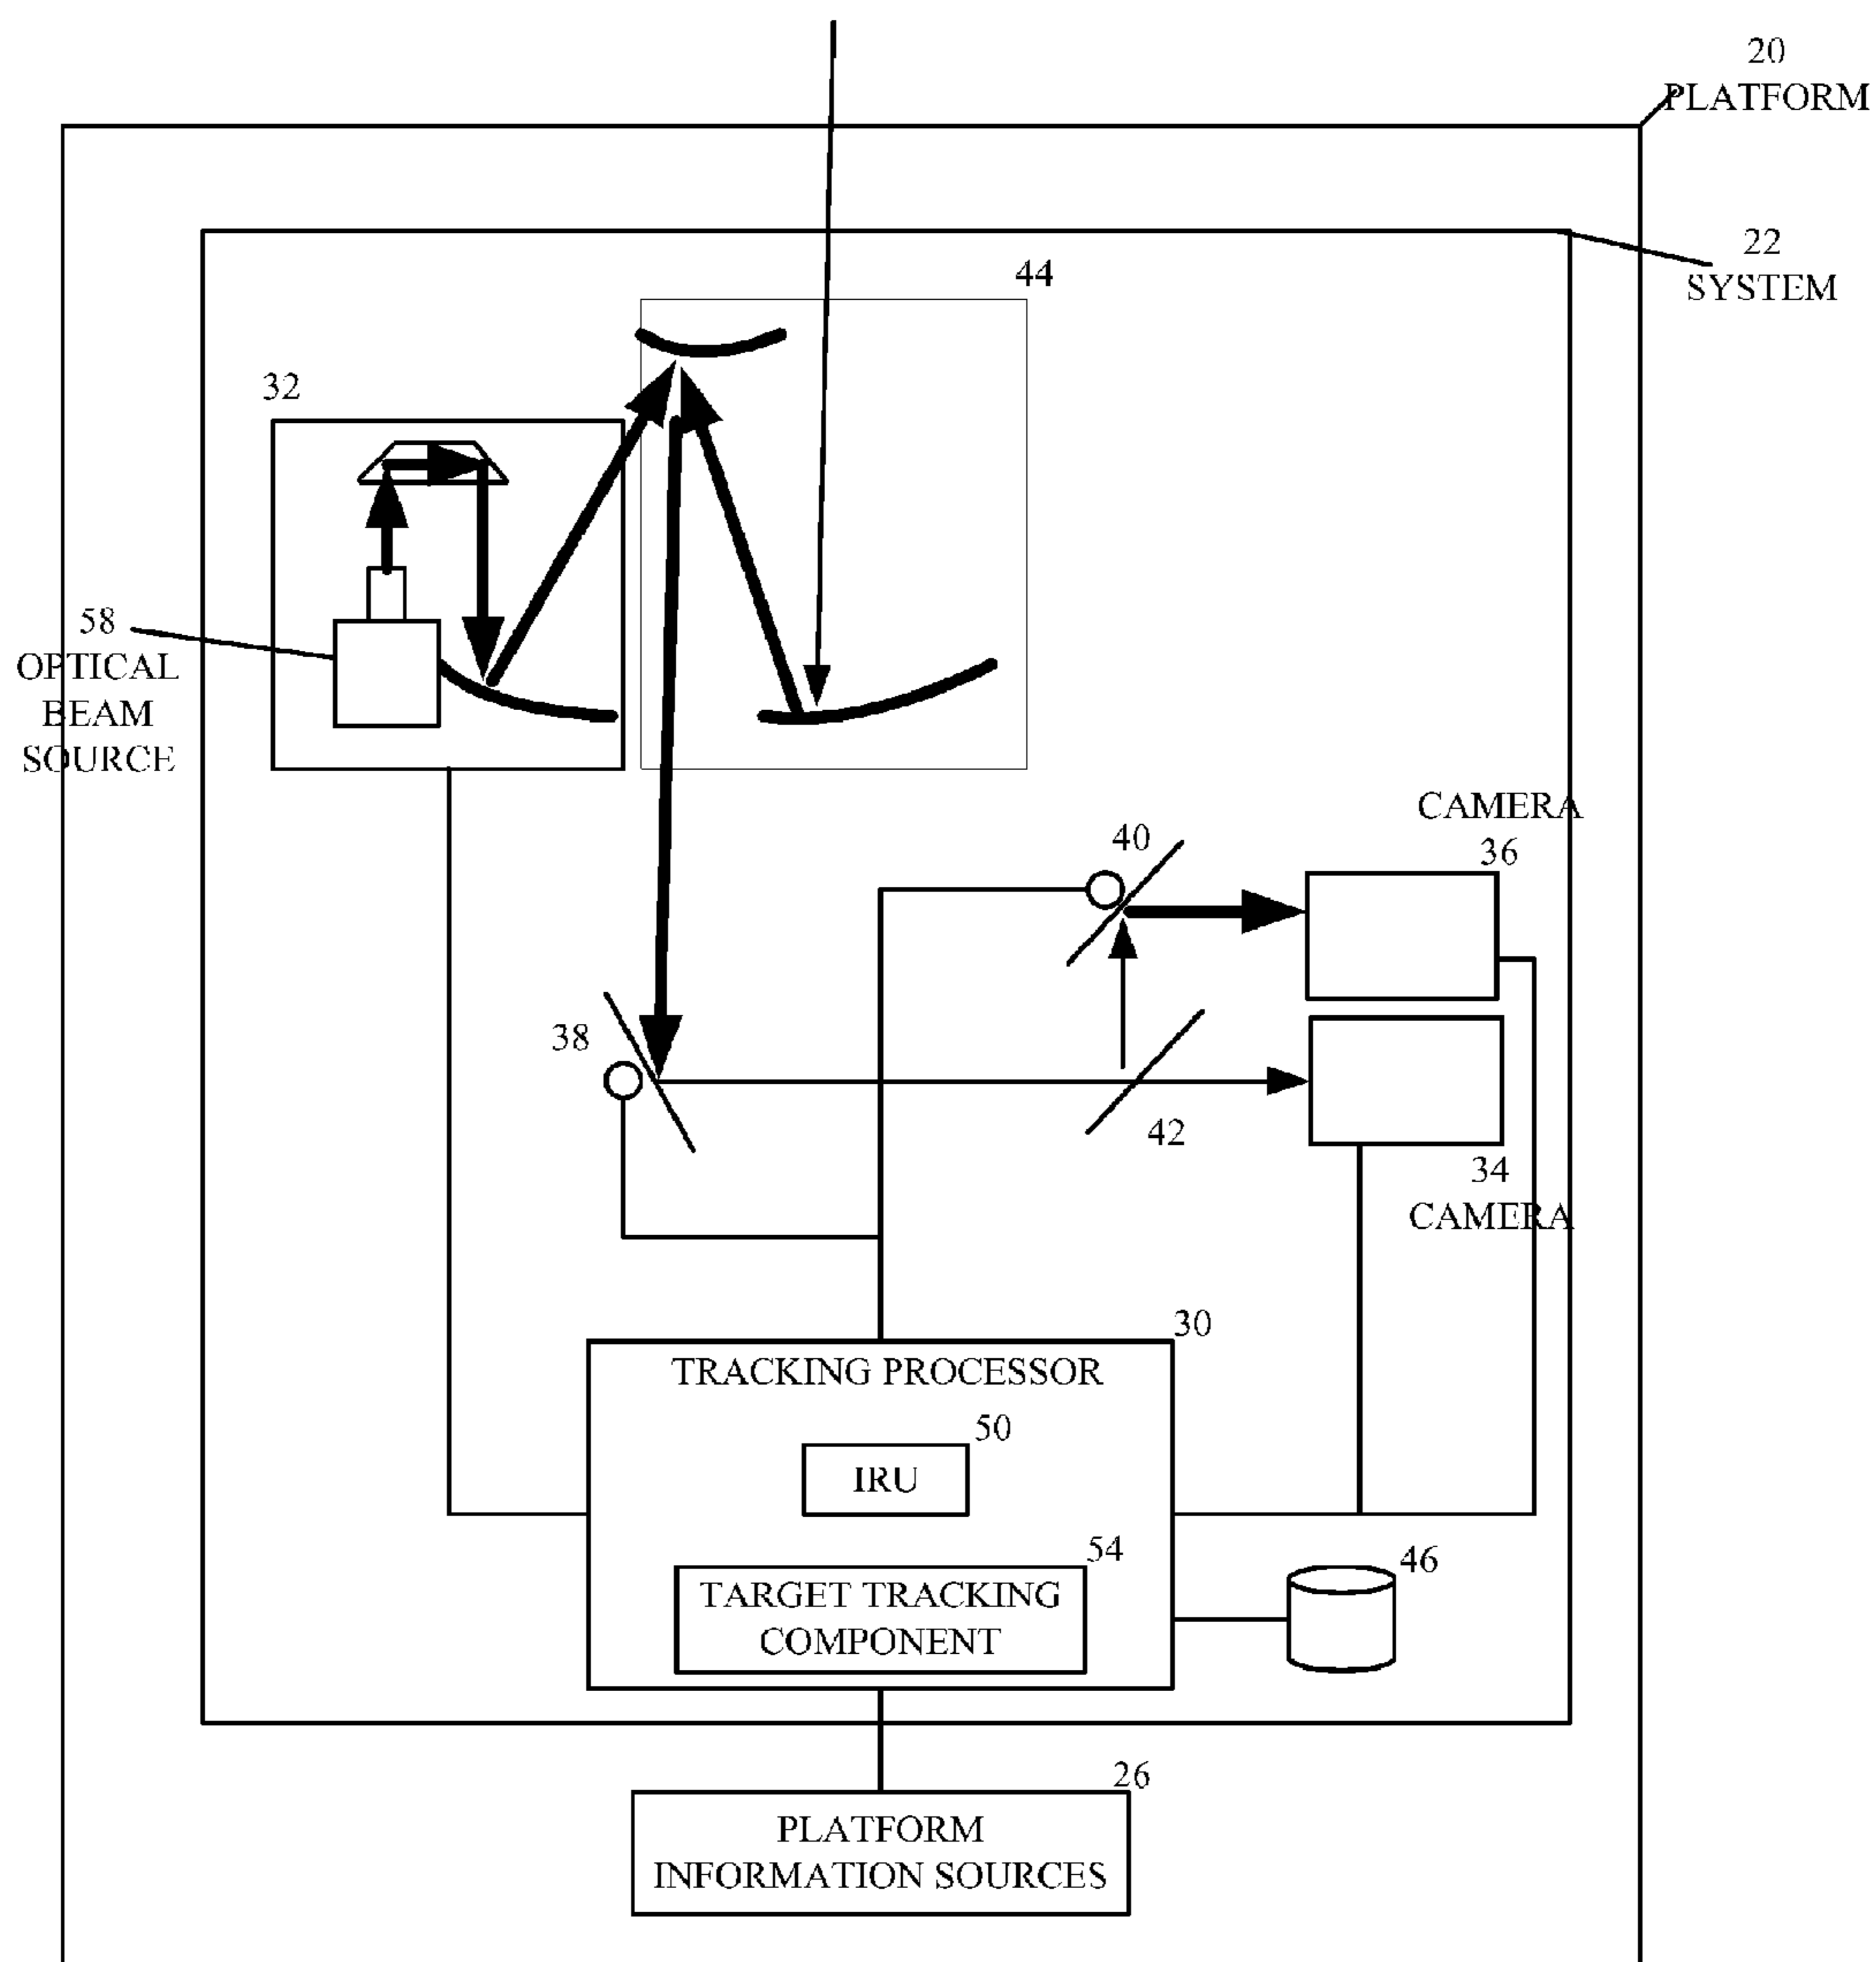 20
PLATFORM
22
SYSTEM
44
32
58
OPTICAL
BEAM
SOURCE
CAMERA
36
40
38
42
34
CAMERA
30
TRACKING PROCESSOR
50
IRU
54
TARGET TRACKING
COMPONENT
46
26
PLATFORM
INFORMATION SOURCES